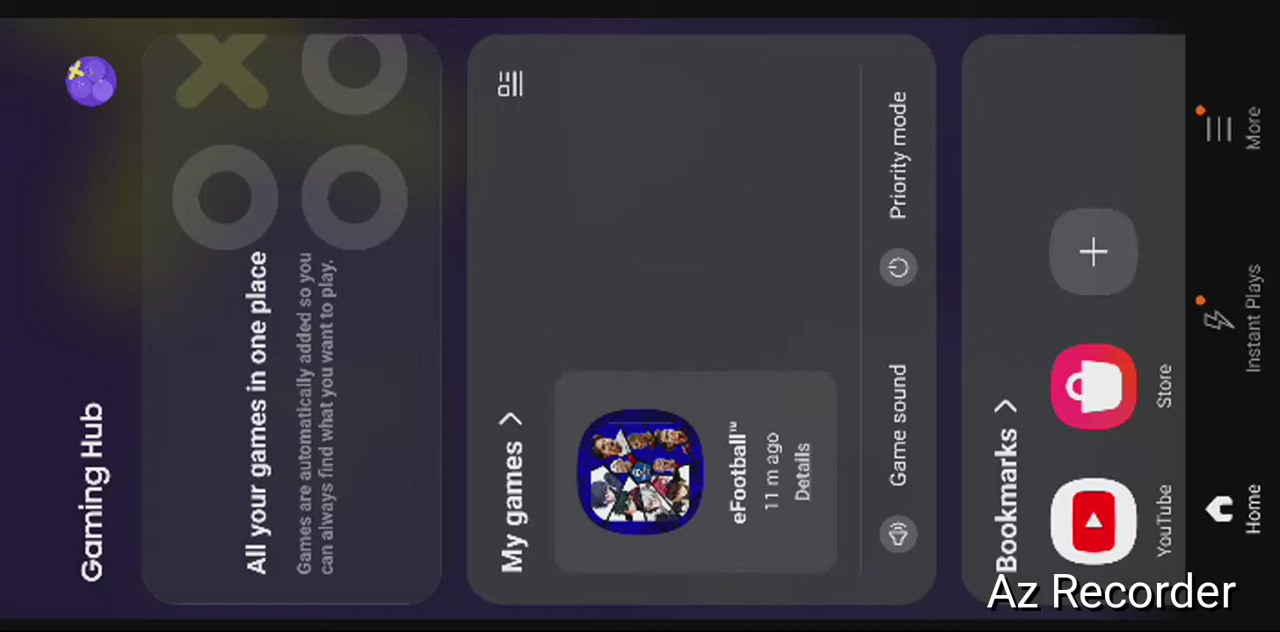 Gaming Hub
All your games in one place
Games are automatically added so you
can always find what you want to play.
My games
eFootball™
11 m ago
Details
Game sound
Priority mode
Bookmarks
YouTube
Store
Home
Instant Plays
More
Az Recorder